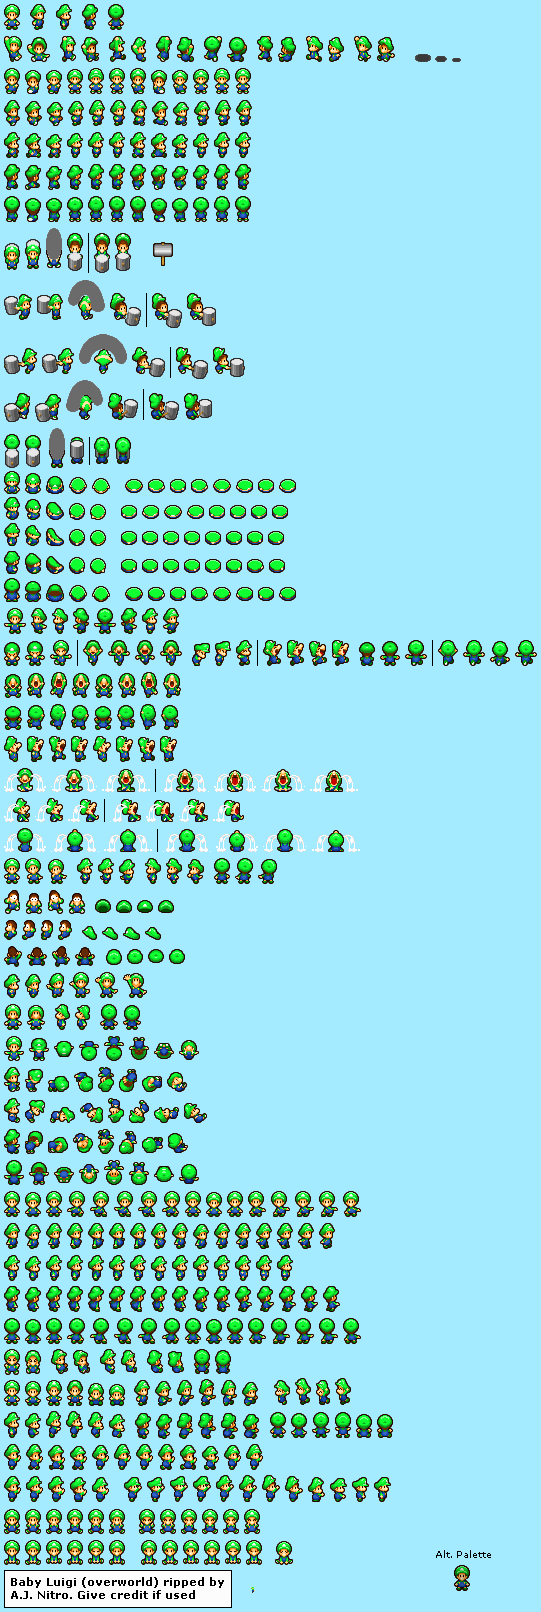 Alt. Palette
Baby Luigi (overworld) ripped by
A.J. Nitro. Give credit if used